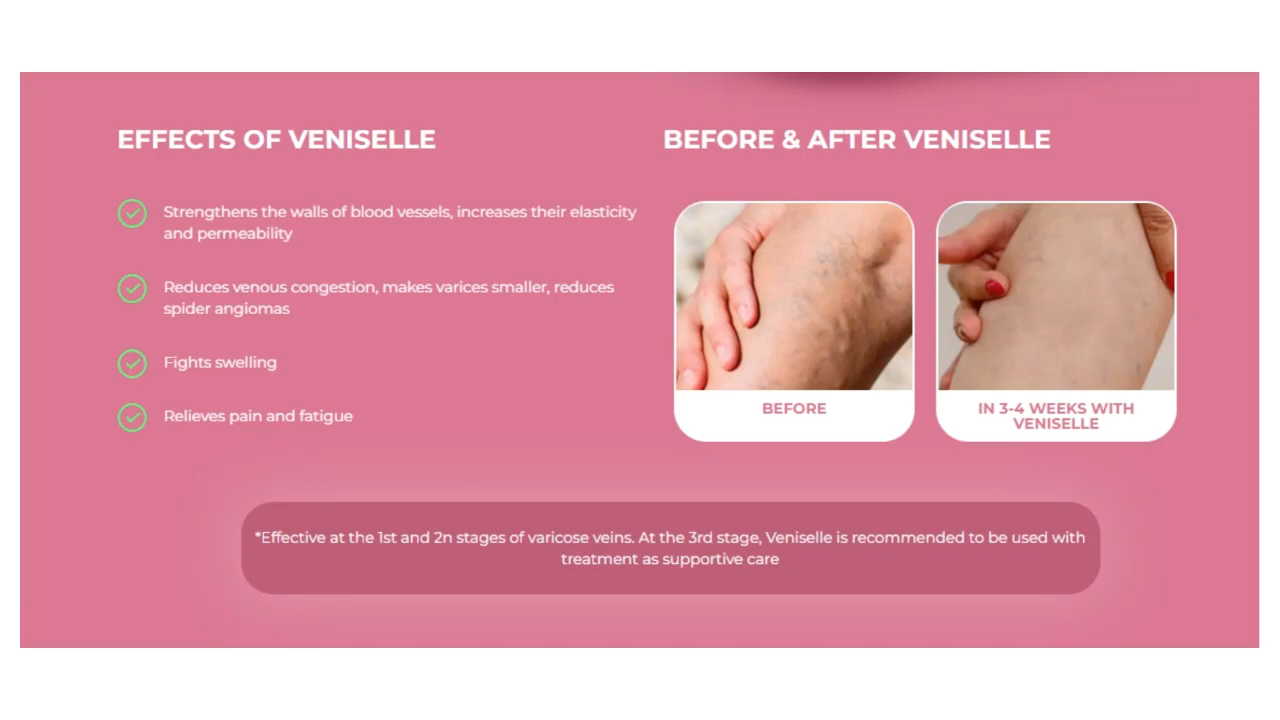 EFFECTS OF VENISELLE
Strengthens the walls of blood vessels, increases their elasticity
and permeability
Reduces venous congestion, makes varices smaller, reduces
spider angiomas
Fights swelling
Relieves pain and fatigue
BEFORE & AFTER VENISELLE
BEFORE
IN 3-4 WEEKS WITH
VENISELLE
*Effective at the 1st and 2n stages of varicose veins. At the 3rd stage, Veniselle is recommended to be used with
treatment as supportive care